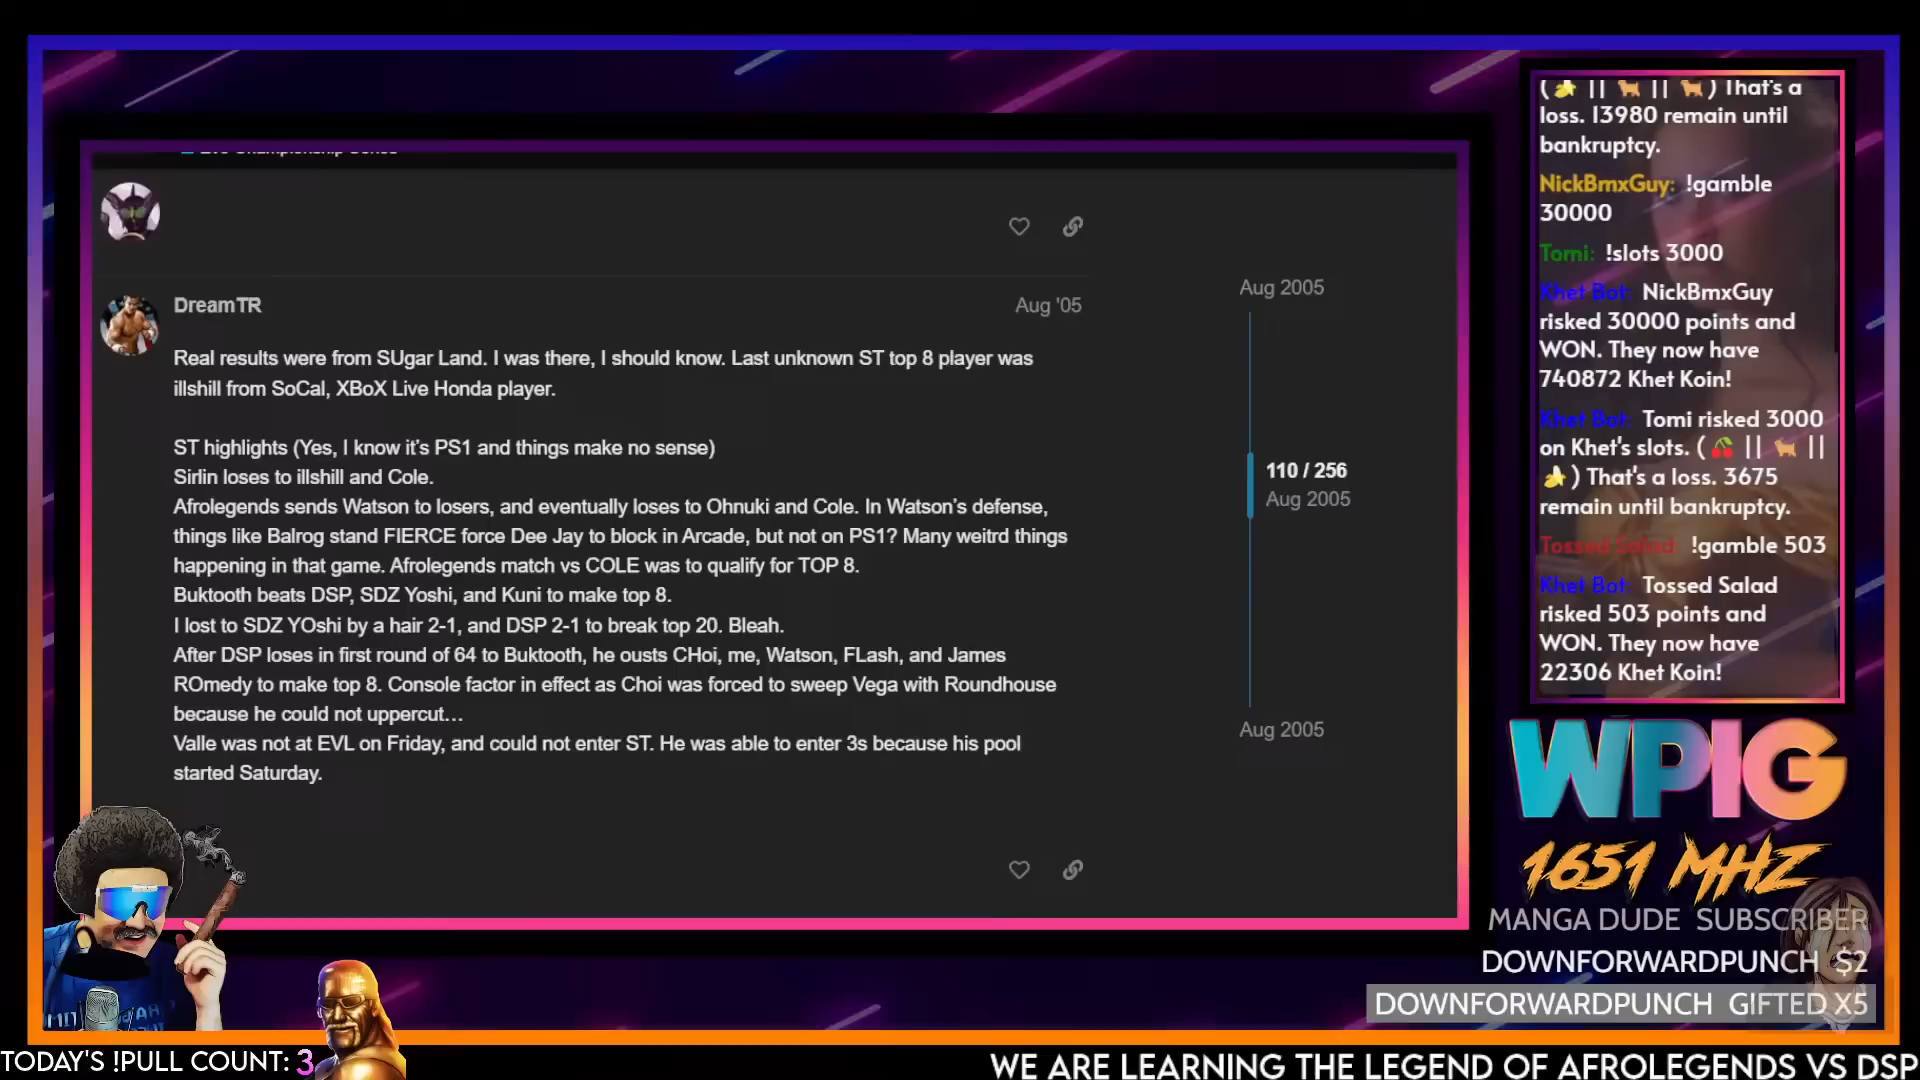 DreamTR
Aug '05
Real results were from SUgar Land. I was there, I should know. Last unknown ST top 8 player was
illshill from SoCal, XBoX Live Honda player.
ST highlights (Yes, I know it's PS1 and things make no sense)
Sirlin loses to illshill and Cole.
Afrolegends sends Watson to losers, and eventually loses to Ohnuki and Cole. In Watson's defense,
things like Balrog stand FIERCE force Dee Jay to block in Arcade, but not on PS1? Many weitrd things
happening in that game. Afrolegends match vs COLE was to qualify for TOP 8.
Buktooth beats DSP, SDZ Yoshi, and Kuni to make top 8.
I lost to SDZ YOshi by a hair 2-1, and DSP 2-1 to break top 20. Bleah.
After DSP loses in first round of 64 to Buktooth, he ousts CHoi, me, Watson, FLash, and James
ROmedy to make top 8. Console factor in effect as Choi was forced to sweep Vega with Roundhouse
because he could not uppercut...
Valle was not at EVL on Friday, and could not enter ST. He was able to enter 3s because his pool
started Saturday.
Aug 2005
110 / 256
Aug 2005
Aug 2005
( || || ) That's a
loss. 13980 remain until
bankruptcy.
NickBmxGuy: !gamble
30000
Tomi: !slots 3000
Khet Bot: NickBmxGuy
risked 30000 points and
WON. They now have
740872 Khet Koin!
Khet Bot: Tomi risked 3000
on Khet's slots. ( || ||
) That's a loss. 3675
remain until bankruptcy.
Tossed Salad: !gamble 503
Khet Bot: Tossed Salad
risked 503 points and
WON. They now have
22306 Khet Koin!
WPIG
1651 MHZ
MANGA DUDE SUBSCRIBER
DOWNFORWARDPUNCH $2
DOWNFORWARDPUNCH GIFTED X5
TODAY'S !PULL COUNT: 3
WE ARE LEARNING THE LEGEND OF AFROLEGENDS VS DSP